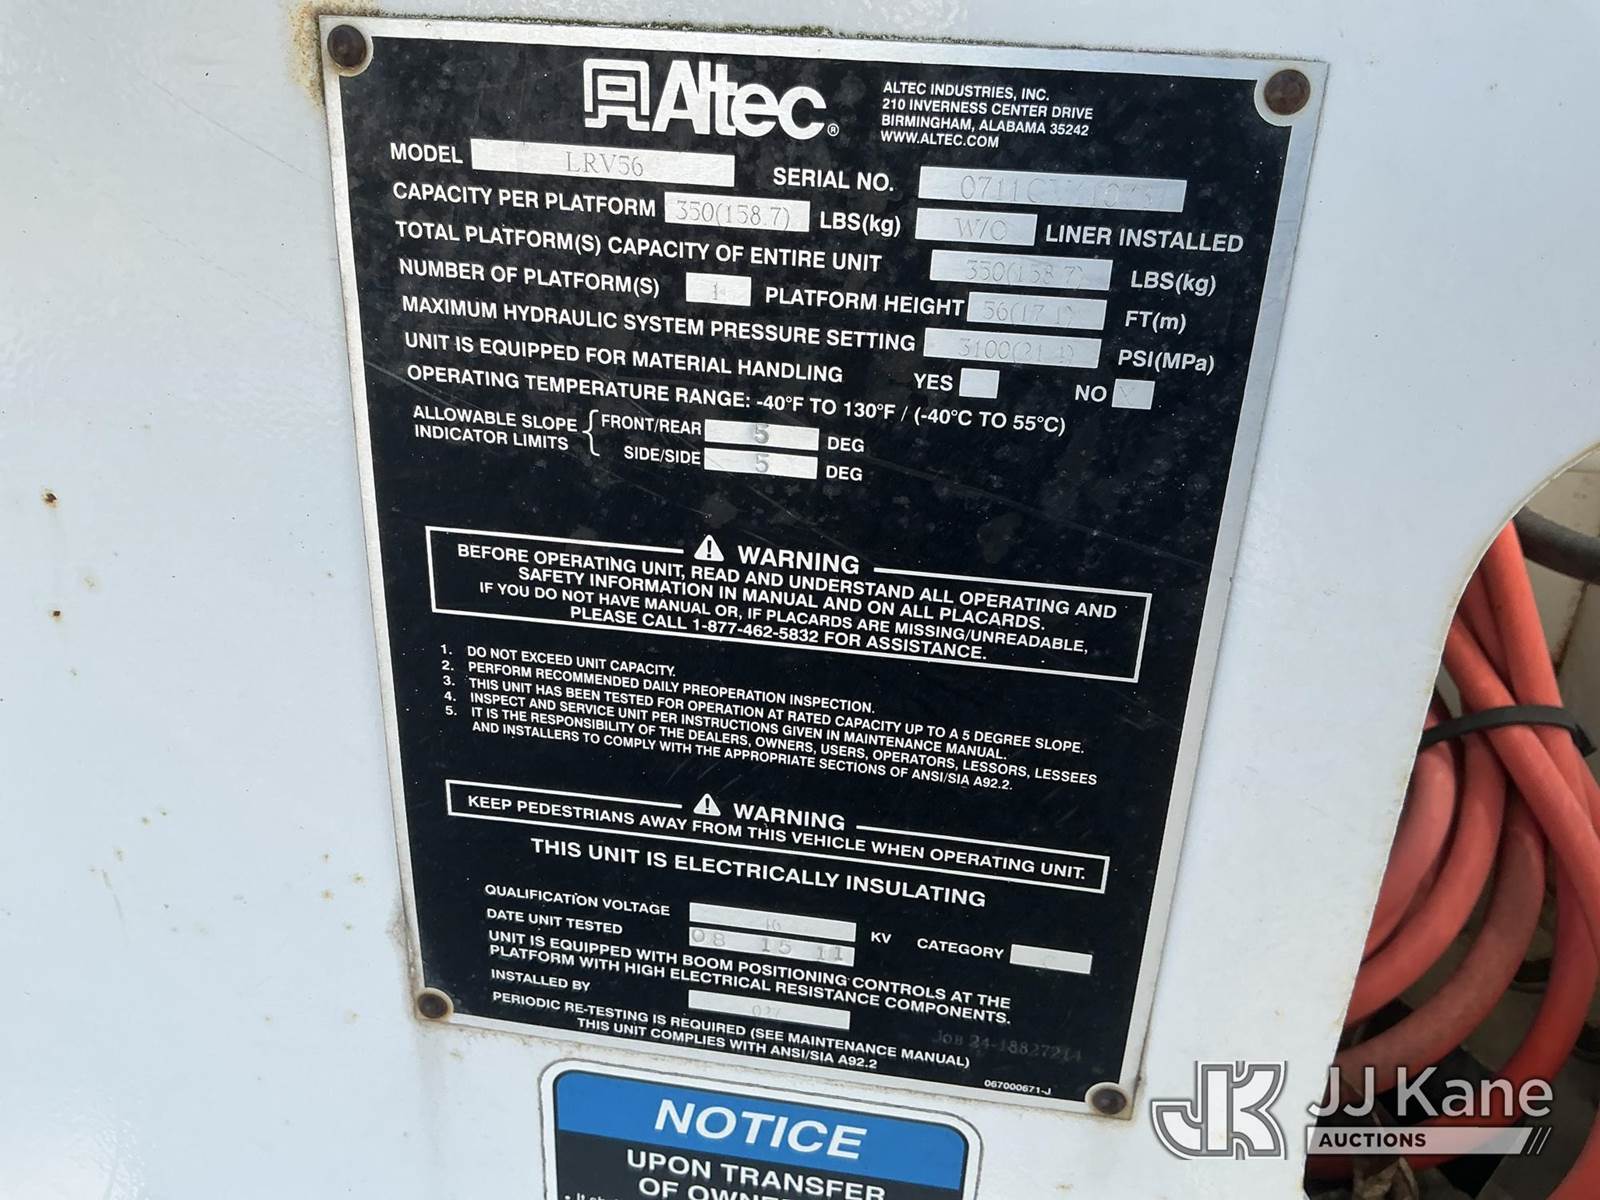 Altec®
ALTEC INDUSTRIES, INC.
210 INVERNESS CENTER DRIVE
BIRMINGHAM, ALABAMA 35242
WWW.ALTEC.COM
MODEL LRV56
SERIAL NO.
CAPACITY PER PLATFORM 350(158.7) LBS(kg) W/O LINER INSTALLED
TOTAL PLATFORM(S) CAPACITY OF ENTIRE UNIT 350(158.7) LBS(kg)
NUMBER OF PLATFORM(S) 1 PLATFORM HEIGHT 56(17.1) FT(m)
MAXIMUM HYDRAULIC SYSTEM PRESSURE SETTING 3100(21.4) PSI(MPa)
UNIT IS EQUIPPED FOR MATERIAL HANDLING YES NO X
OPERATING TEMPERATURE RANGE: -40°F TO 130°F / (-40°C TO 55°C)
ALLOWABLE SLOPE INDICATOR LIMITS
FRONT/REAR 5 DEG
SIDE/SIDE 5 DEG
WARNING
BEFORE OPERATING UNIT, READ AND UNDERSTAND ALL OPERATING AND
SAFETY INFORMATION IN MANUAL AND ON ALL PLACARDS.
IF YOU DO NOT HAVE MANUAL OR, IF PLACARDS ARE MISSING/UNREADABLE,
PLEASE CALL 1-877-462-5832 FOR ASSISTANCE.
1. DO NOT EXCEED UNIT CAPACITY.
2. PERFORM RECOMMENDED DAILY PREOPERATION INSPECTION.
3. THIS UNIT HAS BEEN TESTED FOR OPERATION AT RATED CAPACITY UP TO A 5 DEGREE SLOPE.
4. INSPECT AND SERVICE UNIT PER INSTRUCTIONS GIVEN IN MAINTENANCE MANUAL.
5. IT IS THE RESPONSIBILITY OF THE DEALERS, OWNERS, USERS, OPERATORS, LESSORS, LESSEES
AND INSTALLERS TO COMPLY WITH THE APPROPRIATE SECTIONS OF ANSI/SIA A92.2.
WARNING
KEEP PEDESTRIANS AWAY FROM THIS VEHICLE WHEN OPERATING UNIT.
THIS UNIT IS ELECTRICALLY INSULATING
QUALIFICATION VOLTAGE 46 KV CATEGORY C
DATE UNIT TESTED 08 15 11
UNIT IS EQUIPPED WITH BOOM POSITIONING CONTROLS AT THE
PLATFORM WITH HIGH ELECTRICAL RESISTANCE COMPONENTS.
INSTALLED BY
PERIODIC RE-TESTING IS REQUIRED (SEE MAINTENANCE MANUAL)
THIS UNIT COMPLIES WITH ANSI/SIA A92.2
JOB 24-18827214
067000671-J
NOTICE
UPON TRANSFER
JK JJ Kane
AUCTIONS